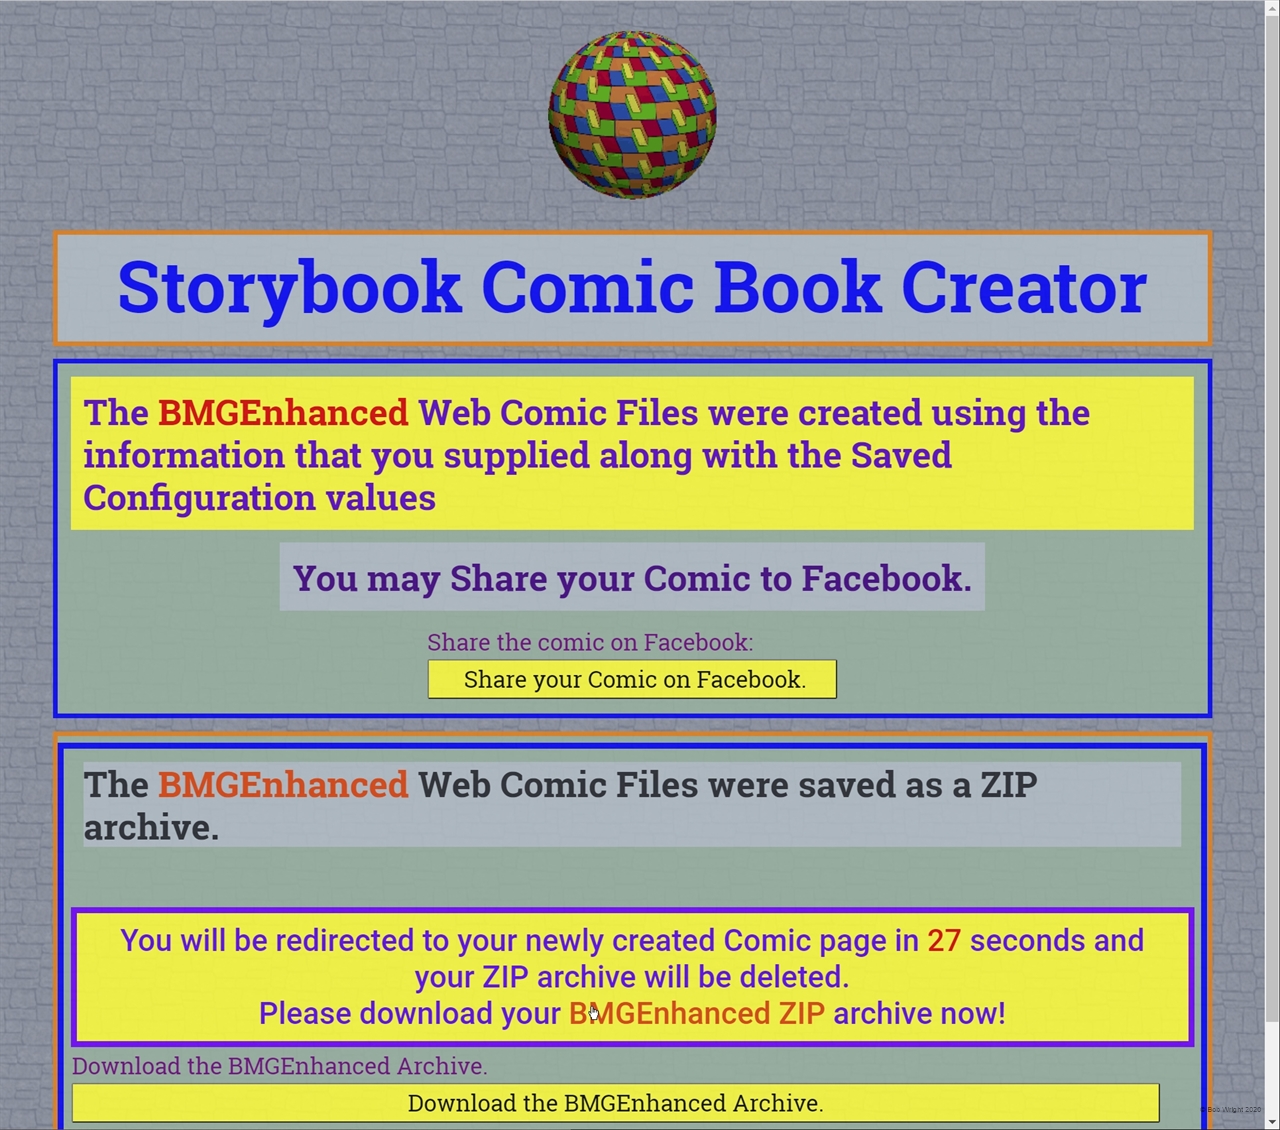 Storybook Comic Book Creator
The BMGEnhanced Web Comic Files were created using the
information that you supplied along with the Saved
Configuration values
You may Share your Comic to Facebook.
Share the comic on Facebook:
Share your Comic on Facebook.
The BMGEnhanced Web Comic Files were saved as a ZIP
archive.
You will be redirected to your newly created Comic page in 27 seconds and
your ZIP archive will be deleted.
Please download your BMGEnhanced ZIP archive now!
Download the BMGEnhanced Archive.
Download the BMGEnhanced Archive.
© Bob Wright 2020